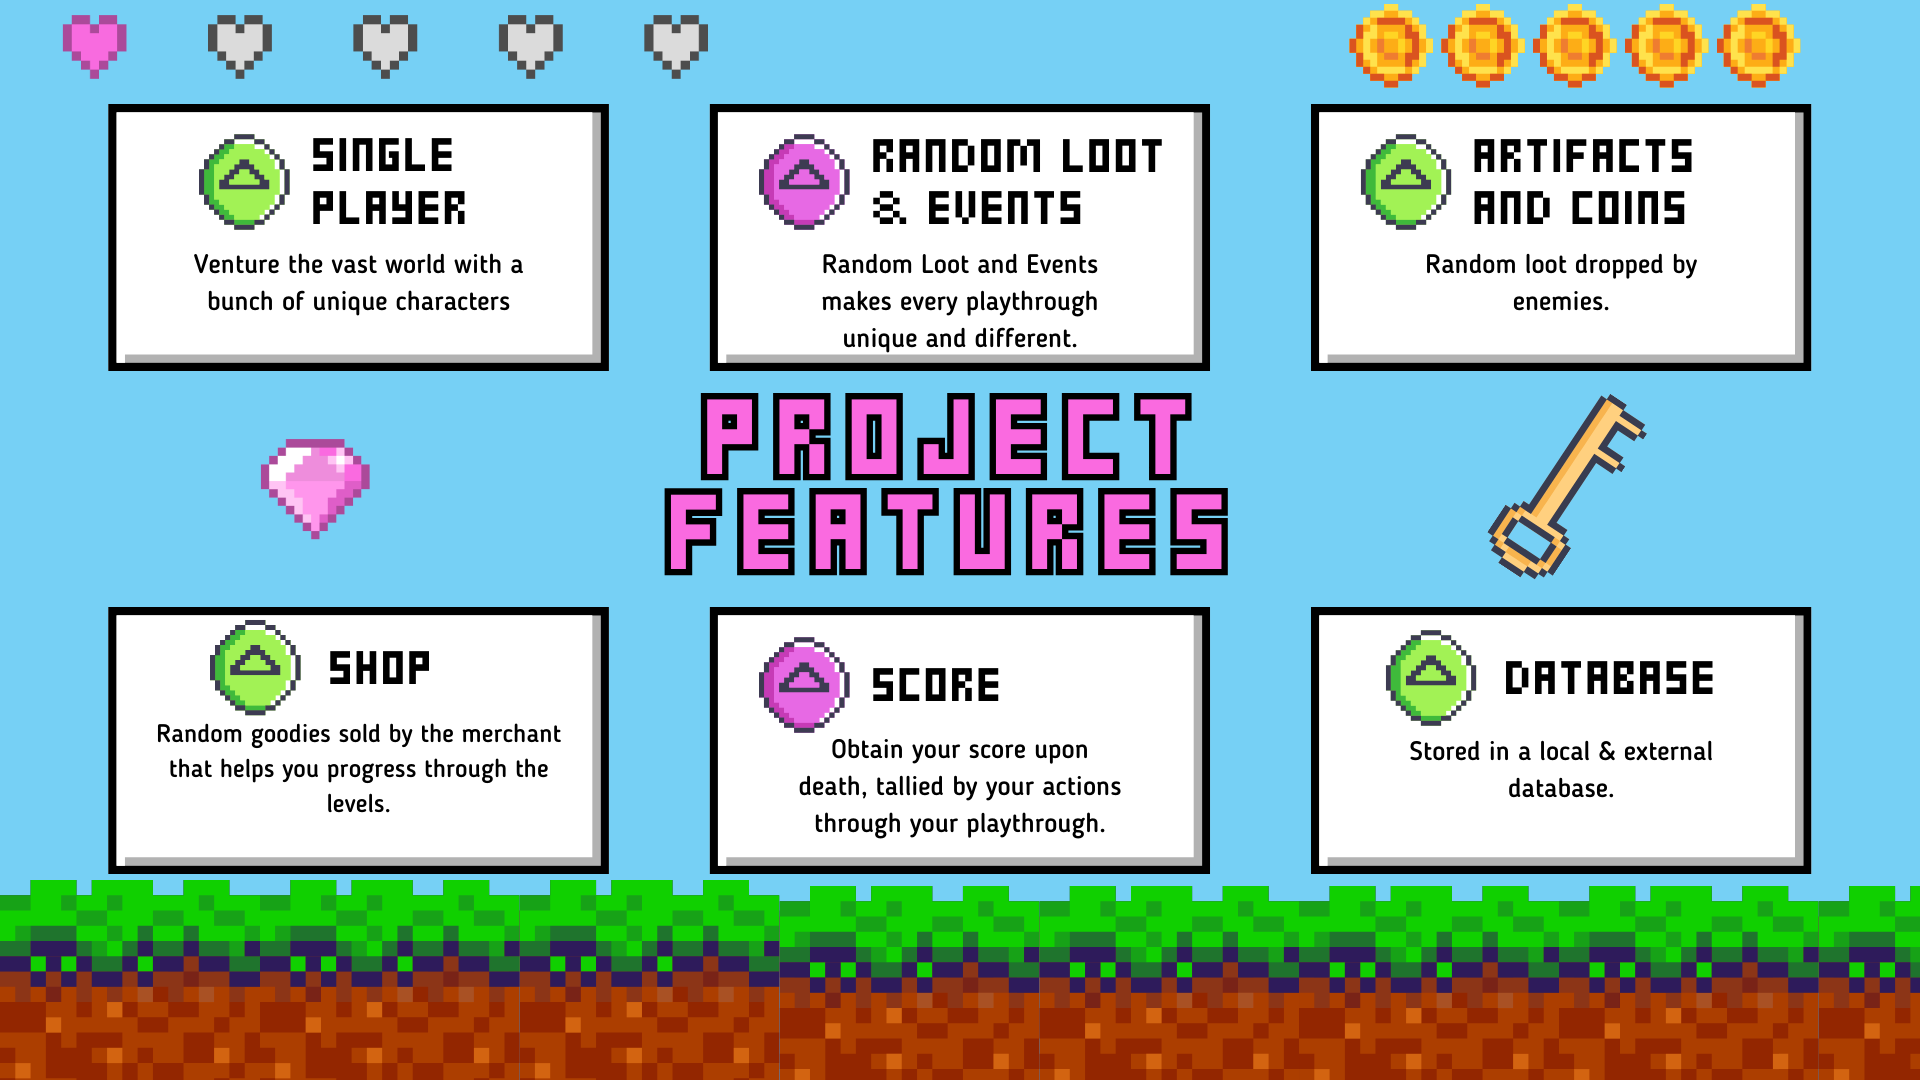 SINGLE
PLAYER
Venture the vast world with a
bunch of unique characters
RANDOM LOOT
& EVENTS
Random Loot and Events
makes every playthrough
unique and different.
ARTIFACTS
AND COINS
Random loot dropped by
enemies.
PROJECT
FEATURES
SHOP
Random goodies sold by the merchant
that helps you progress through the
levels.
SCORE
Obtain your score upon
death, tallied by your actions
through your playthrough.
DATABASE
Stored in a local & external
database.